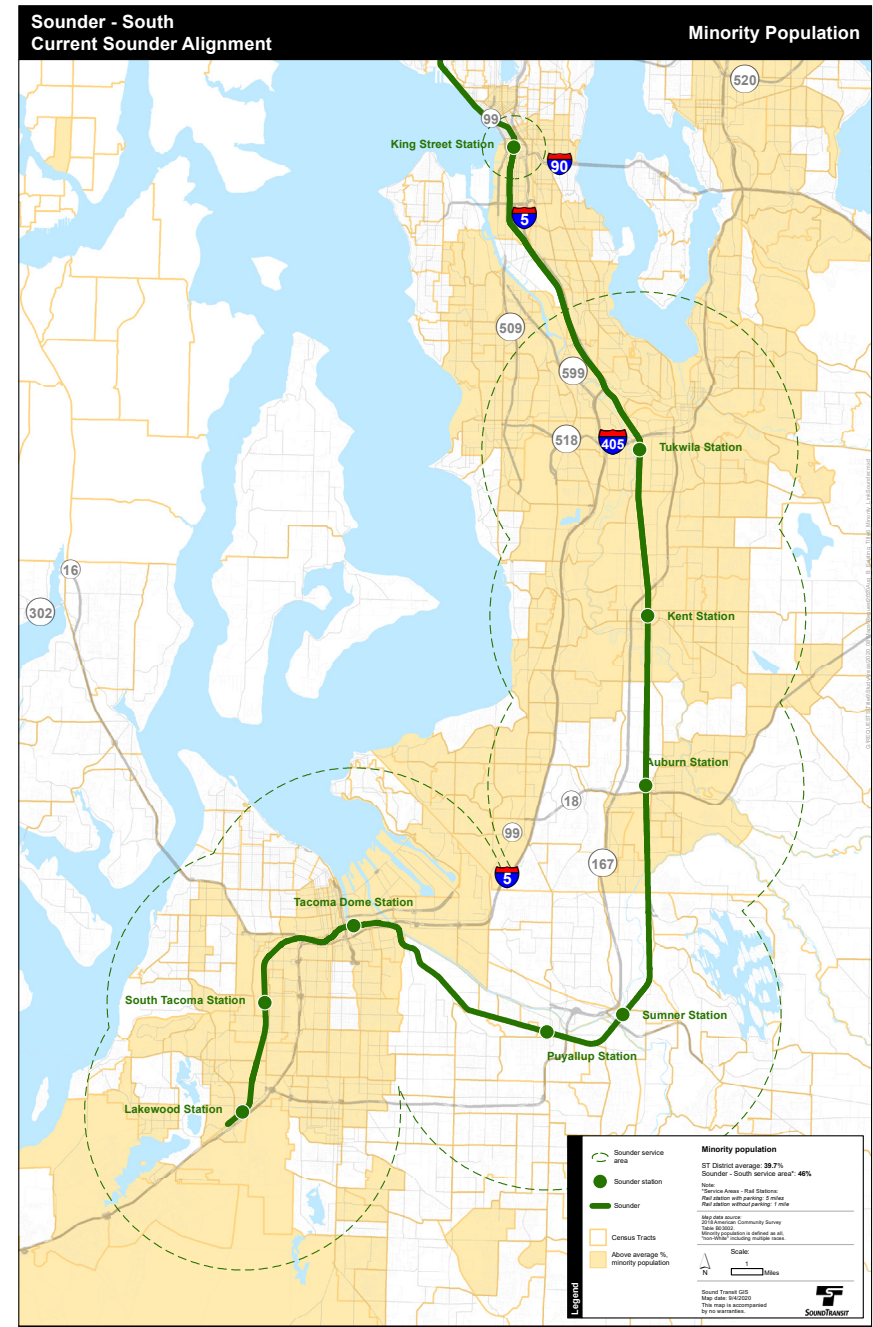 Sounder - South
Current Sounder Alignment
Minority Population
520
99
King Street Station
90
5
509
599
518
405
Tukwila Station
16
302
Kent Station
Auburn Station
18
99
167
5
Tacoma Dome Station
South Tacoma Station
Sumner Station
Puyallup Station
Lakewood Station
Legend
Sounder service
area
Sounder station
Sounder
Census Tracts
Above average %,
minority population
Minority population
ST District average: 39.7%
Sounder - South service area*: 46%
Note:
*Service Areas - Rail Stations:
Rail station with parking: 5 miles
Rail station without parking: 1 mile
Map data source:
2018 American Community Survey
Table B03002.
Minority population is defined as all,
"non-White" including multiple races.
N
Scale:
1
Miles
Sound Transit GIS
Map date: 9/4/2020
This map is accompanied
by no warranties.
SOUNDTRANSIT